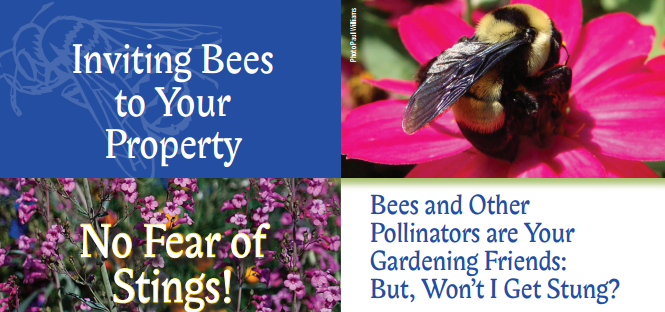 Inviting Bees
to Your
Property
Photo Paul Williams
No Fear of
Stings!
Bees and Other
Pollinators are Your
Gardening Friends:
But, Won't I Get Stung?